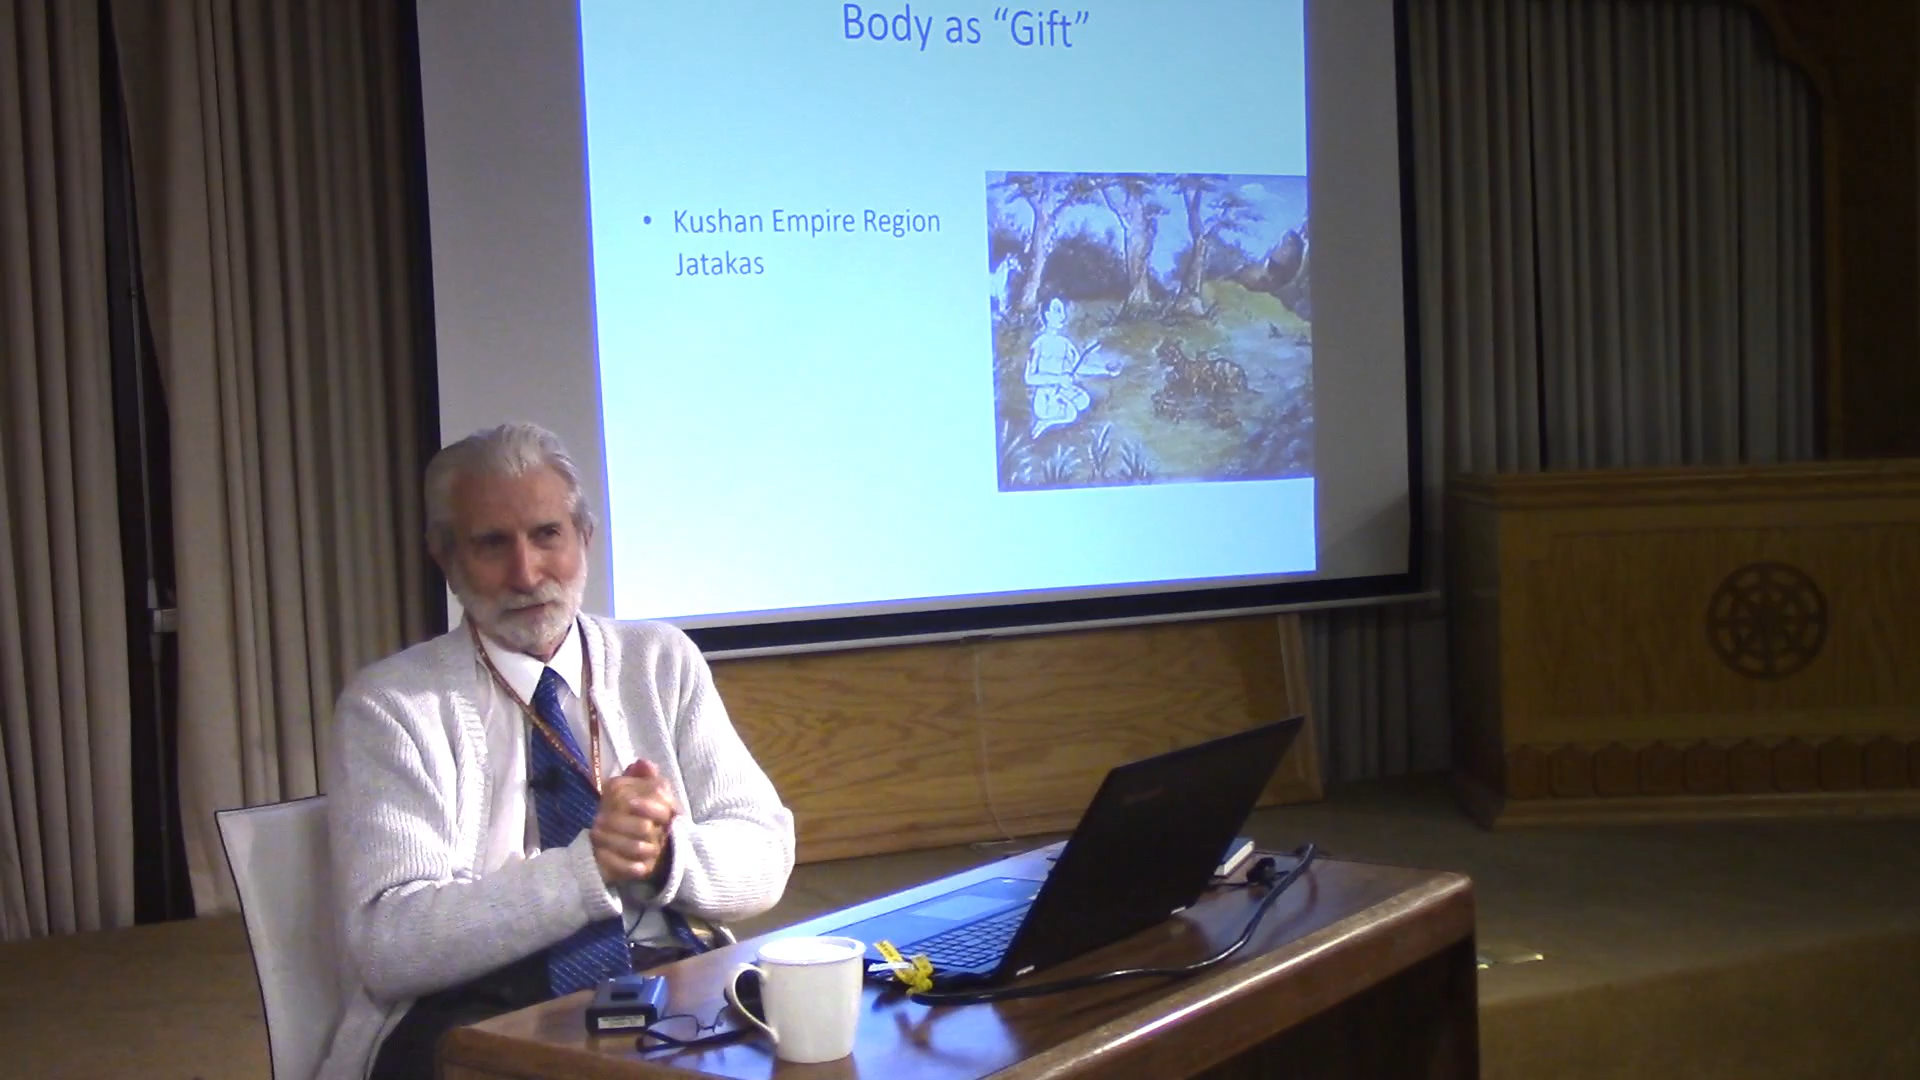 Body as “Gift”
• Kushan Empire Region
Jatakas